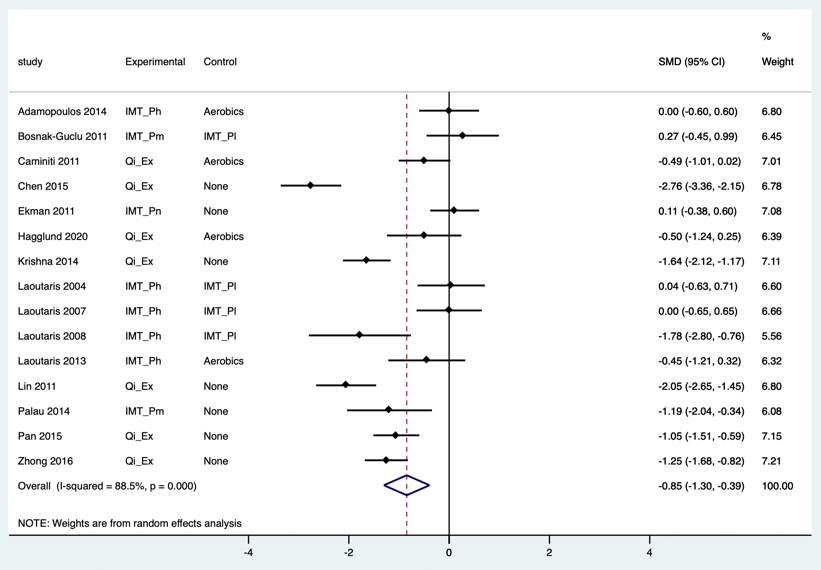 %
study Experimental Control SMD (95% CI) Weight
Adamopoulos 2014 IMT_Ph Aerobics 0.00 (-0.60, 0.60) 6.80
Bosnak-Guclu 2011 IMT_Pm IMT_Pl 0.27 (-0.45, 0.99) 6.45
Caminiti 2011 Qi_Ex Aerobics -0.49 (-1.01, 0.02) 7.01
Chen 2015 Qi_Ex None -2.76 (-3.36, -2.15) 6.78
Ekman 2011 IMT_Pn None 0.11 (-0.38, 0.60) 7.08
Hagglund 2020 Qi_Ex Aerobics -0.50 (-1.24, 0.25) 6.39
Krishna 2014 Qi_Ex None -1.64 (-2.12, -1.17) 7.11
Laoutaris 2004 IMT_Ph IMT_Pl 0.04 (-0.63, 0.71) 6.60
Laoutaris 2007 IMT_Ph IMT_Pl 0.00 (-0.65, 0.65) 6.66
Laoutaris 2008 IMT_Ph IMT_Pl -1.78 (-2.80, -0.76) 5.56
Laoutaris 2013 IMT_Ph Aerobics -0.45 (-1.21, 0.32) 6.32
Lin 2011 Qi_Ex None -2.05 (-2.65, -1.45) 6.80
Palau 2014 IMT_Pm None -1.19 (-2.04, -0.34) 6.08
Pan 2015 Qi_Ex None -1.05 (-1.51, -0.59) 7.15
Zhong 2016 Qi_Ex None -1.25 (-1.68, -0.82) 7.21
Overall (I-squared = 88.5%, p = 0.000) -0.85 (-1.30, -0.39) 100.00
NOTE: Weights are from random effects analysis
-4 -2 0 2 4